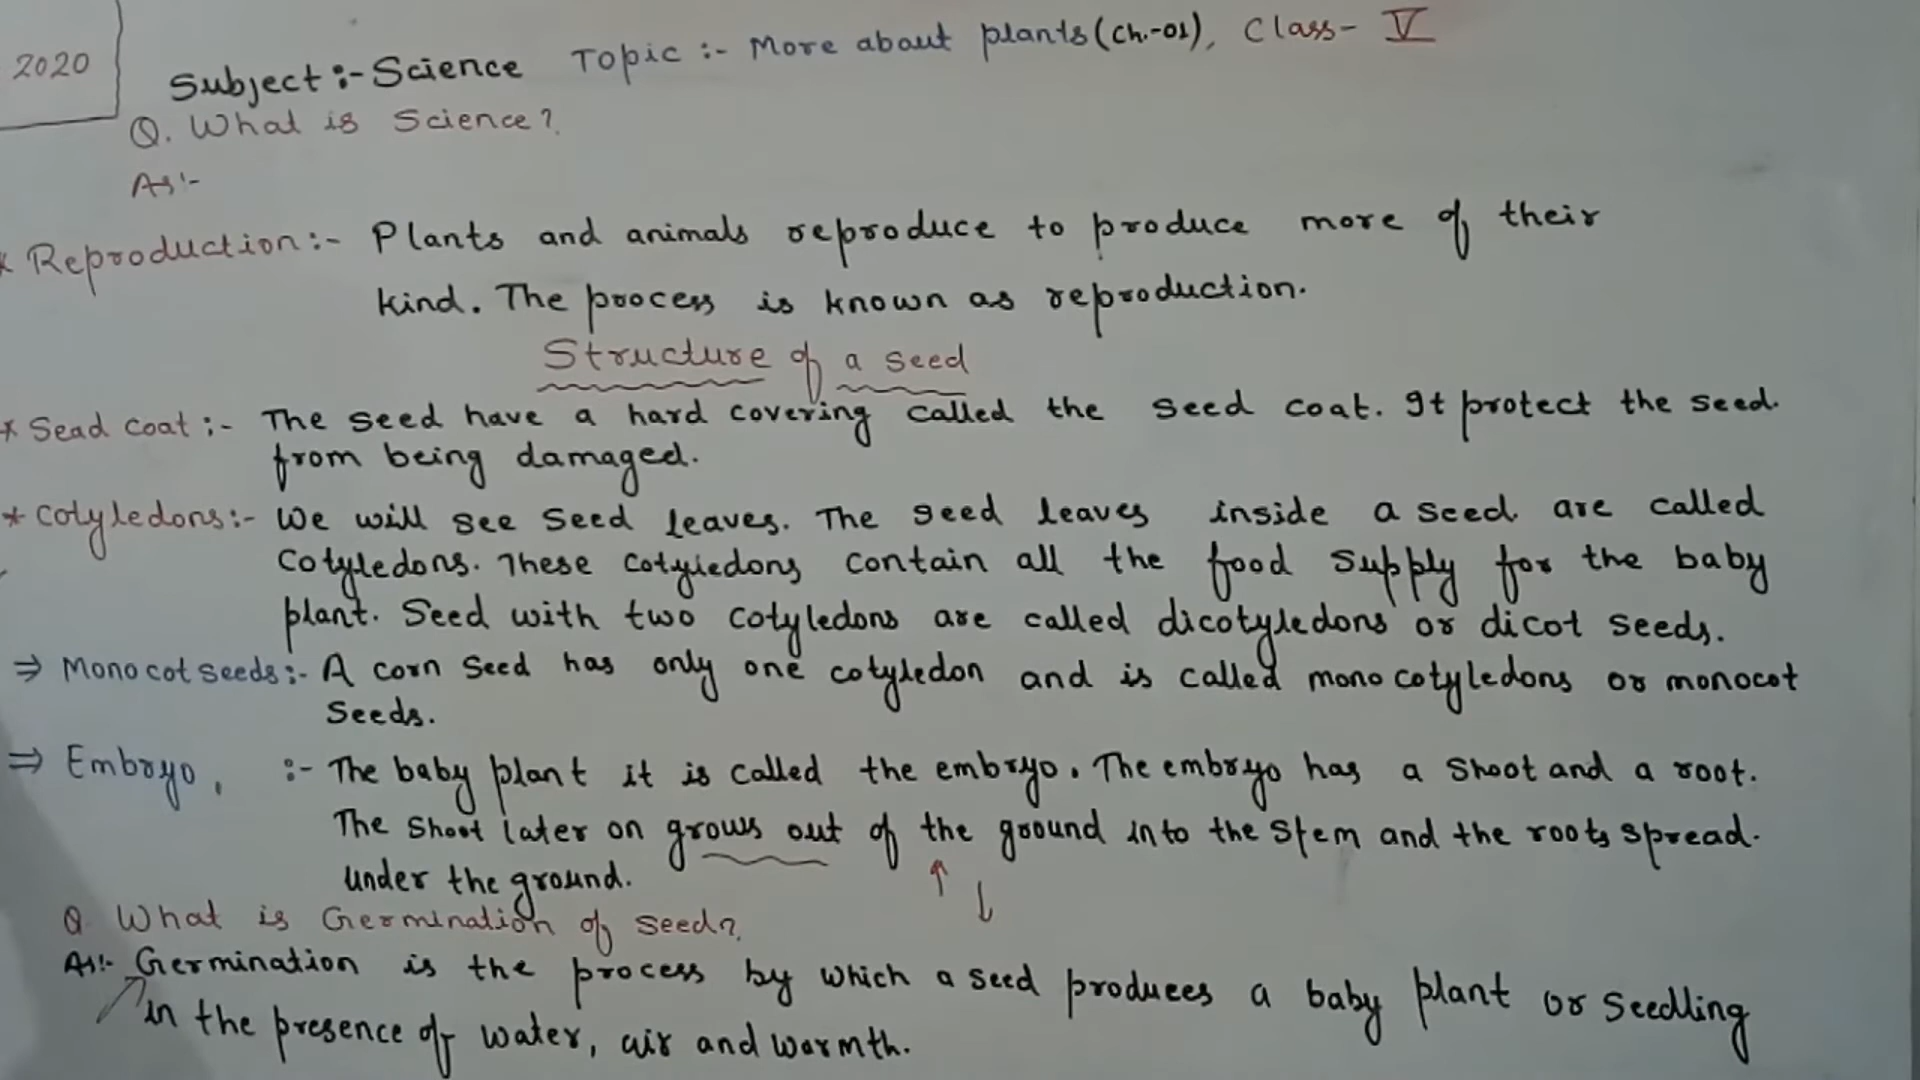 2020
Subject :- Science Topic :- More about plants (Ch.-01), Class - V
Q. What is Science?
As:-
* Reproduction :- Plants and animals reproduce to produce more of their
kind. The process is known as reproduction.
Structure of a seed
* Sead coat :- The seed have a hard covering called the seed coat. It protect the seed.
from being damaged.
* Cotyledons :- We will see seed leaves. The seed leaves inside a seed are called
Cotyledons. These cotyledons contain all the food supply for the baby
plant. Seed with two cotyledons are called dicotyledons or dicot seeds.
⇒ Monocot seeds :- A corn seed has only one cotyledon and is called monocotyledons or monocot
seeds.
⇒ Embryo, :- The baby plant it is called the embryo. The embryo has a shoot and a root.
The shoot later on grows out of the ground into the stem and the roots spread.
under the ground.
Q. What is Germination of seed?
As:- Germination is the process by which a seed produces a baby plant or seedling
in the presence of water, air and warmth.